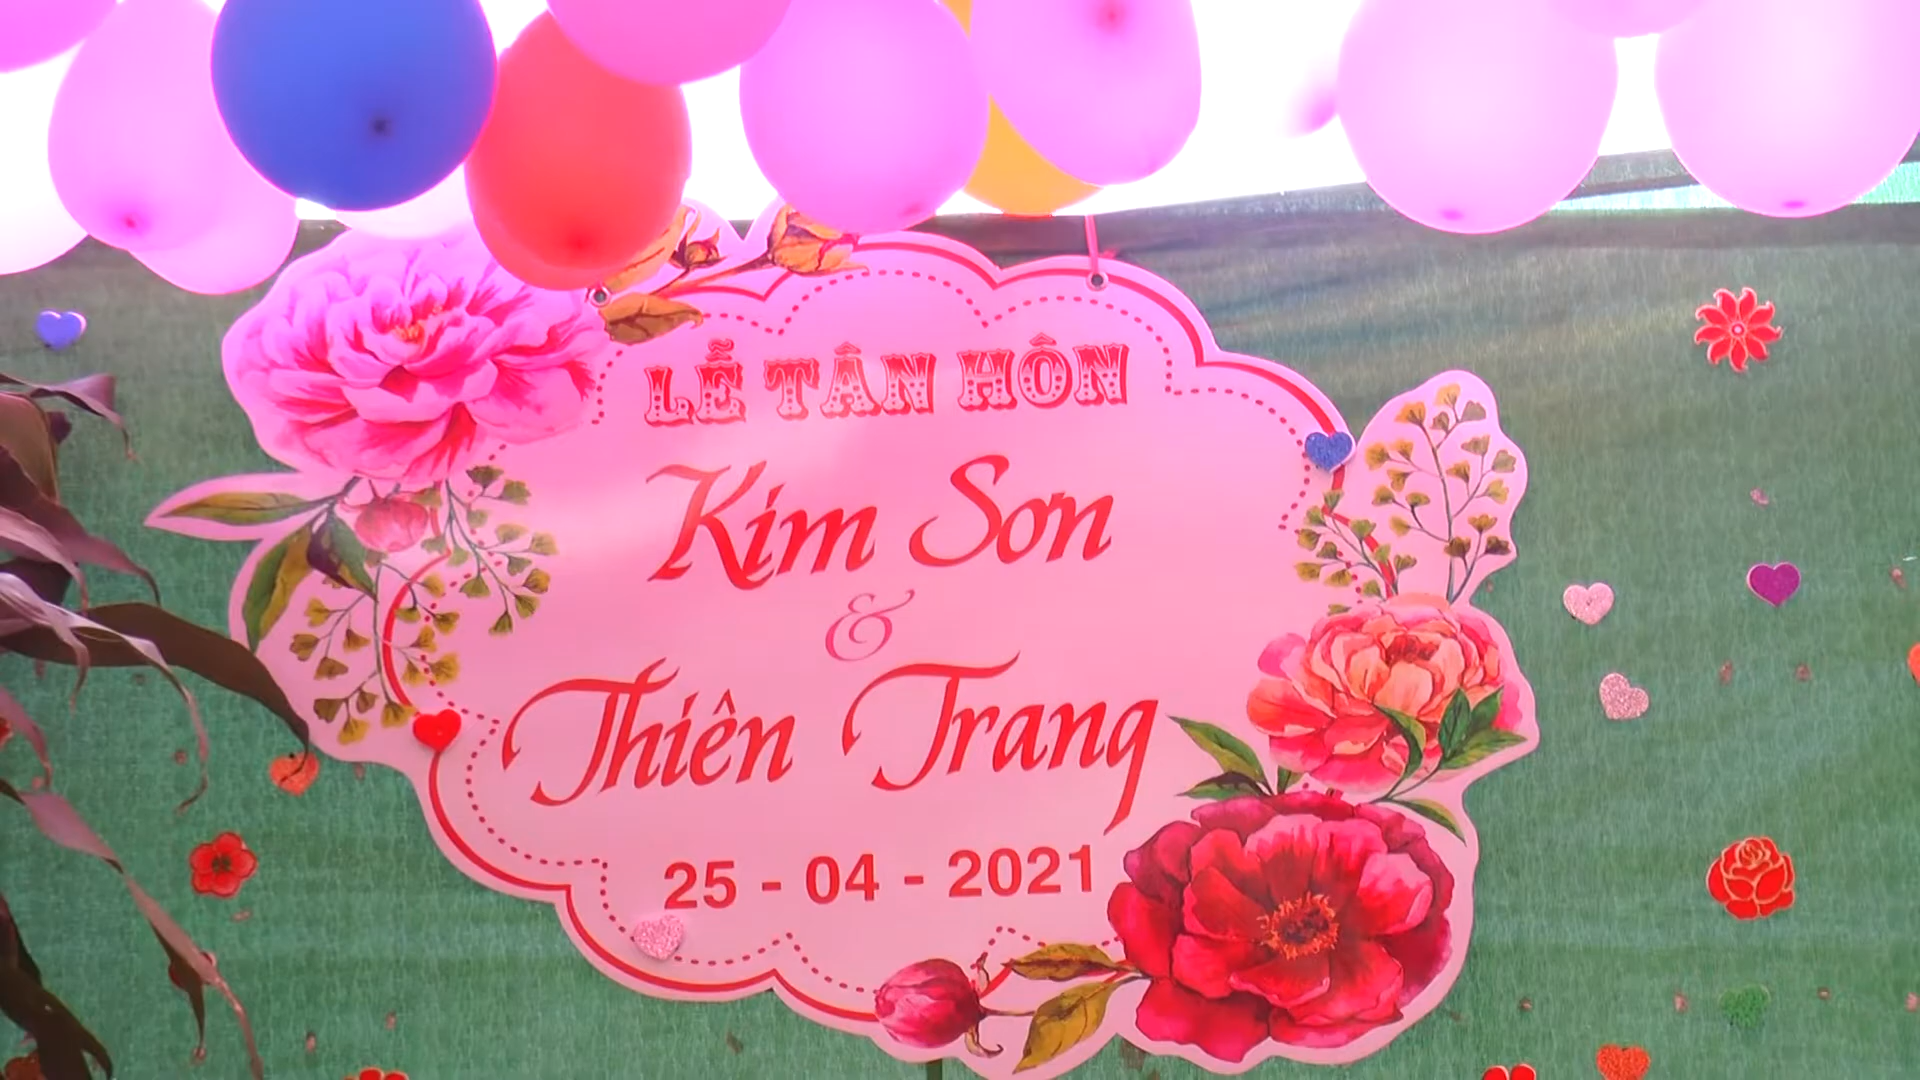 LỄ TÂN HÔN
Kim Sơn
&
Thiên Trang
25 - 04 - 2021